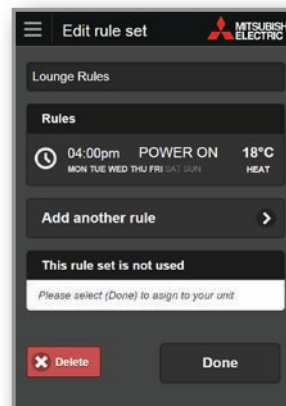 Edit rule set
MITSUBISHI
ELECTRIC
Lounge Rules
Rules
04:00pm POWER ON 18°C
MON TUE WED THU FRI SAT SUN HEAT
Add another rule
This rule set is not used
Please select (Done) to asign to your unit
Delete
Done